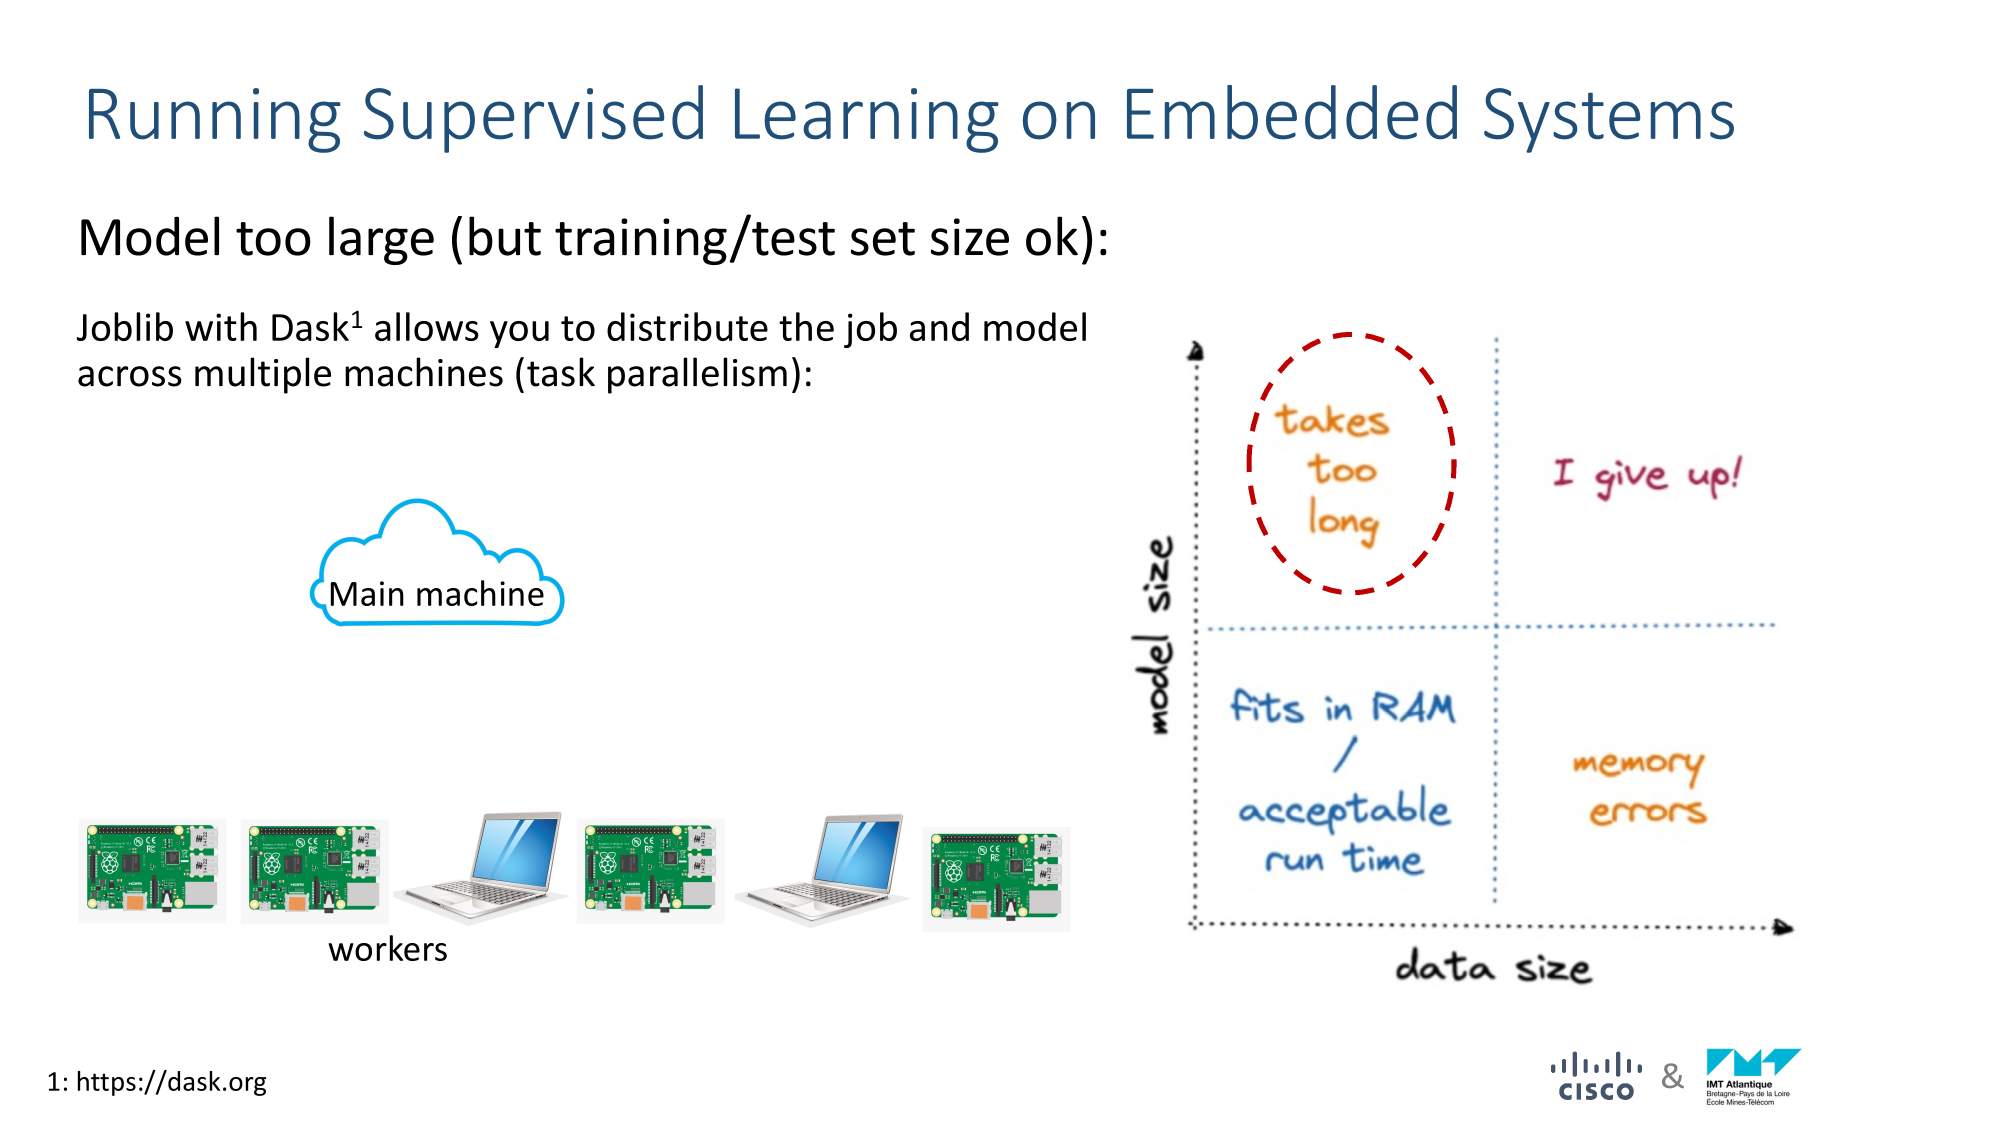 Running Supervised Learning on Embedded Systems
Model too large (but training/test set size ok):
Joblib with Dask1 allows you to distribute the job and model
across multiple machines (task parallelism):
Main machine
workers
model size
takes
too
long
I give up!
fits in RAM
/
acceptable
run time
memory
errors
data size
1: https://dask.org
CISCO
&
IMT Atlantique
Bretagne-Pays de la Loire
École Mines-Télécom